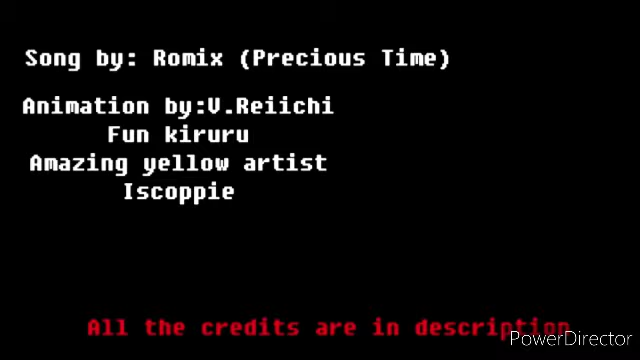 Song by: Romix (Precious Time)
Animation by:V.Reiichi
Fun kiruru
Amazing yellow artist
Iscoppie
All the credits are in description
PowerDirector